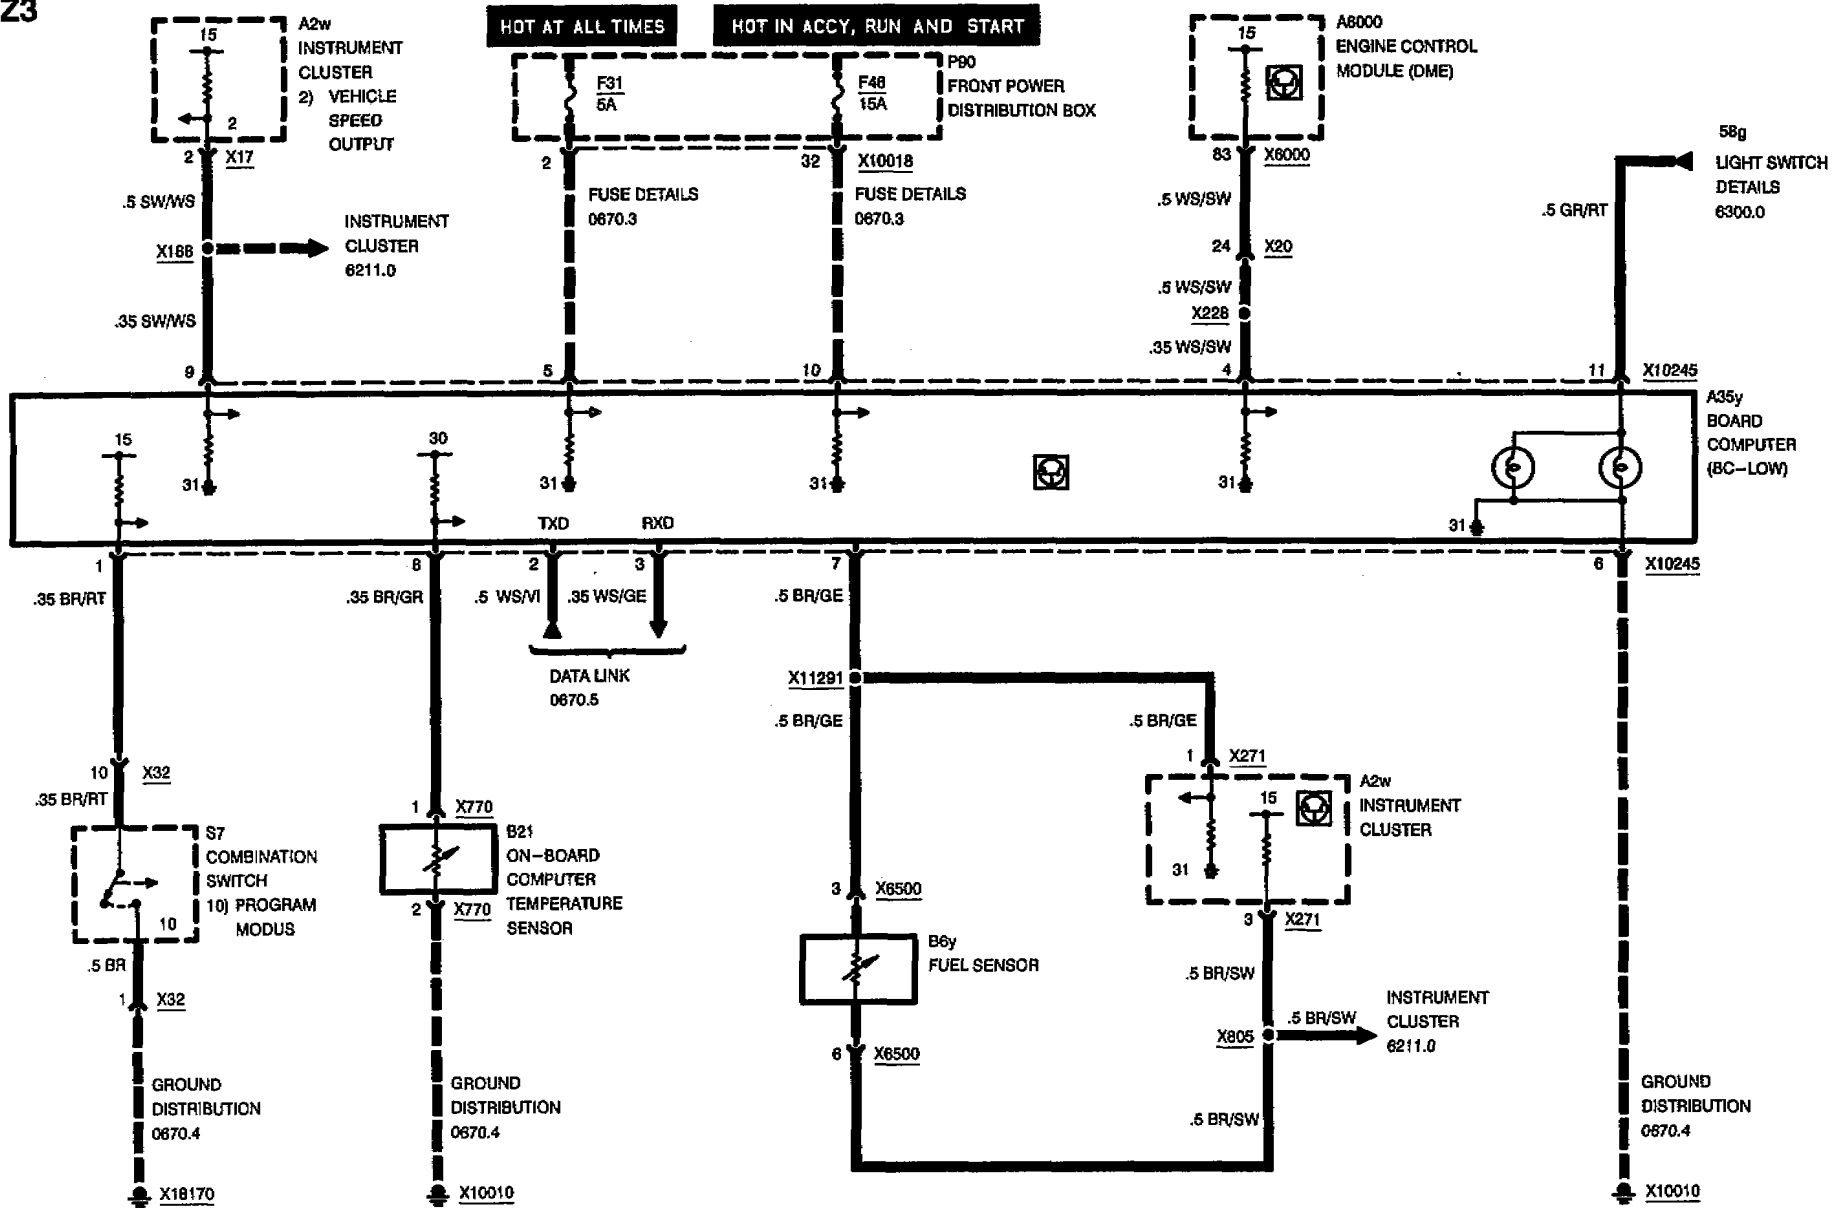 Z3
A2w
INSTRUMENT
CLUSTER
2) VEHICLE
SPEED
OUTPUT
15
2
2
X17
.5 SW/WS
X188
INSTRUMENT
CLUSTER
6211.0
.35 SW/WS
9
HOT AT ALL TIMES
HOT IN ACCY, RUN AND START
F31
5A
F46
15A
P90
FRONT POWER
DISTRIBUTION BOX
2
32
X10018
FUSE DETAILS
0670.3
FUSE DETAILS
0670.3
5
10
15
A6000
ENGINE CONTROL
MODULE (DME)
83
X6000
.5 WS/SW
24
X20
.5 WS/SW
X228
.35 WS/SW
4
58g
LIGHT SWITCH
DETAILS
6300.0
.5 GR/RT
11
X10245
A35y
BOARD
COMPUTER
(BC-LOW)
15
31
30
31
31
31
31
TXD
RXD
1
8
2
3
7
6
X10245
.35 BR/RT
.35 BR/GR
.5 WS/VI
.35 WS/GE
.5 BR/GE
DATA LINK
0670.5
X11291
.5 BR/GE
.5 BR/GE
1
X271
10
X32
.35 BR/RT
S7
COMBINATION
SWITCH
10) PROGRAM
MODUS
10
.5 BR
1
X32
GROUND
DISTRIBUTION
0670.4
X18170
1
X770
B21
ON-BOARD
COMPUTER
TEMPERATURE
SENSOR
2
X770
GROUND
DISTRIBUTION
0670.4
X10010
3
X6500
B6y
FUEL SENSOR
6
X6500
A2w
INSTRUMENT
CLUSTER
15
31
3
X271
.5 BR/SW
X805
.5 BR/SW
INSTRUMENT
CLUSTER
6211.0
.5 BR/SW
GROUND
DISTRIBUTION
0670.4
X10010